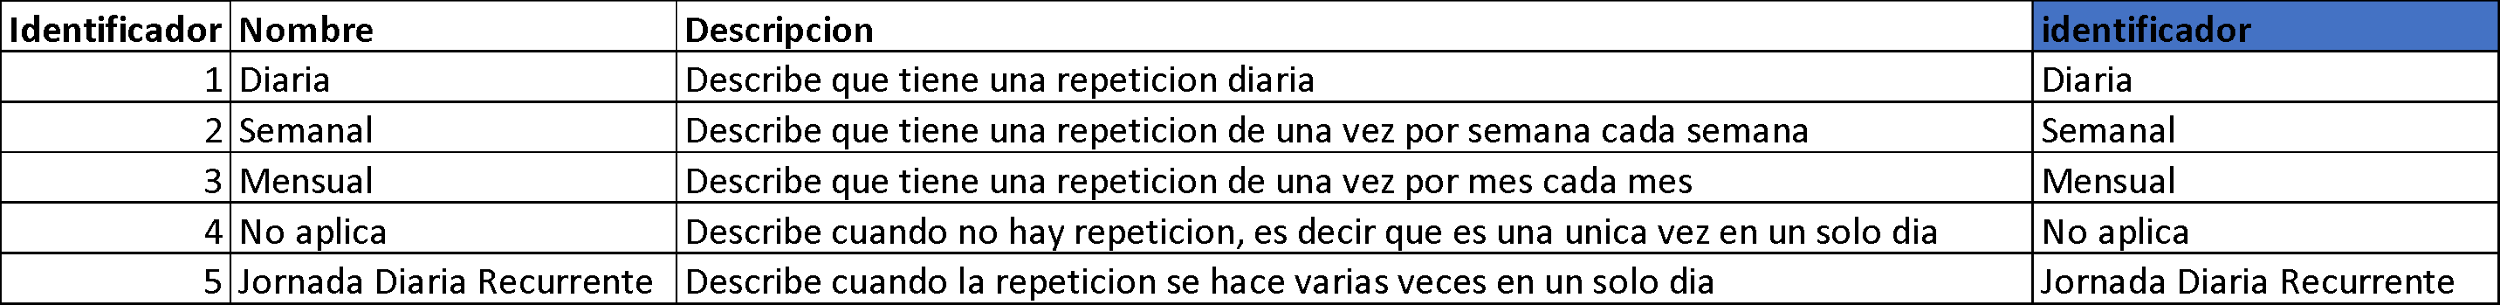 Identificador Nombre Descripcion identificador
1 Diaria Describe que tiene una repeticion diaria Diaria
2 Semanal Describe que tiene una repeticion de una vez por semana cada semana Semanal
3 Mensual Describe que tiene una repeticion de una vez por mes cada mes Mensual
4 No aplica Describe cuando no hay repeticion, es decir que es una unica vez en un solo dia No aplica
5 Jornada Diaria Recurrente Describe cuando la repeticion se hace varias veces en un solo dia Jornada Diaria Recurrente